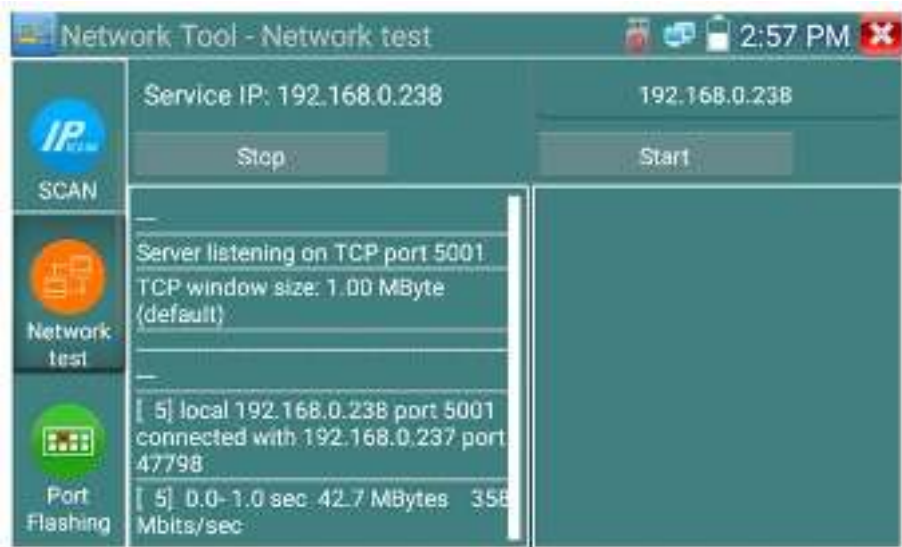 Network Tool - Network test
2:57 PM
Service IP: 192.168.0.238
192.168.0.238
Stop
Start
IP
SCAN
Network
test
Port
Flashing
---
Server listening on TCP port 5001
TCP window size: 1.00 MByte
(default)
---
[ 5] local 192.168.0.238 port 5001
connected with 192.168.0.237 port
47798
[ 5] 0.0- 1.0 sec 42.7 MBytes 358
Mbits/sec